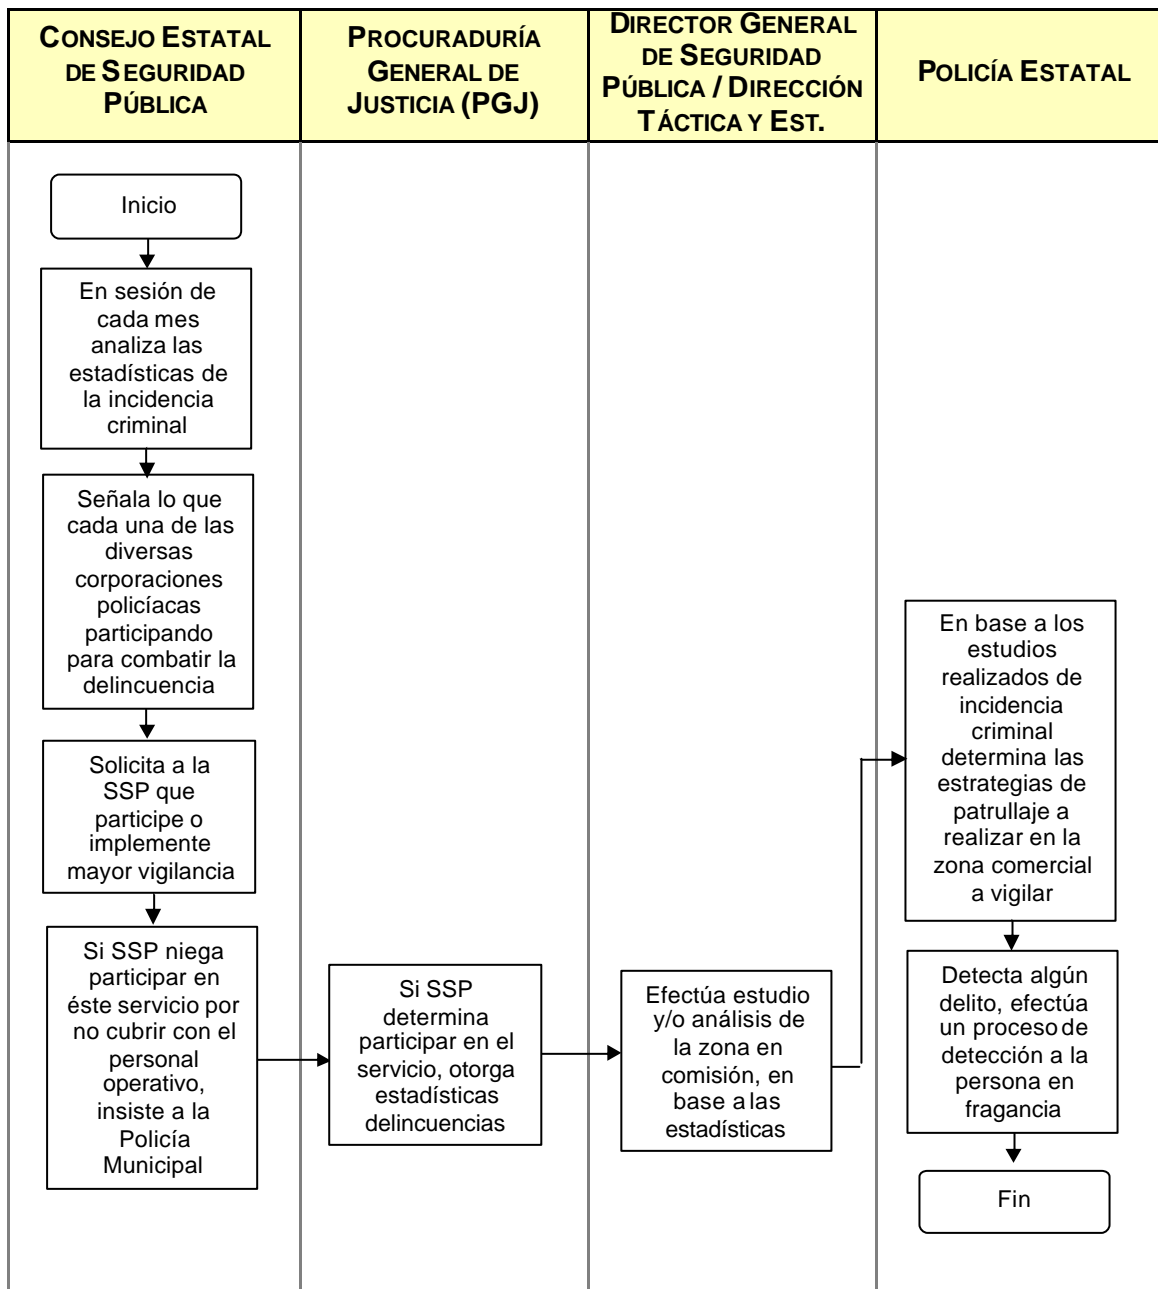 CONSEJO ESTATAL
DE SEGURIDAD
PÚBLICA
PROCURADURÍA
GENERAL DE
JUSTICIA (PGJ)
DIRECTOR GENERAL
DE SEGURIDAD
PÚBLICA / DIRECCIÓN
TÁCTICA Y EST.
POLICÍA ESTATAL
Inicio
En sesión de
cada mes
analiza las
estadísticas de
la incidencia
criminal
Señala lo que
cada una de las
diversas
corporaciones
policíacas
participando
para combatir la
delincuencia
Solicita a la
SSP que
participe o
implemente
mayor vigilancia
Si SSP niega
participar en
éste servicio por
no cubrir con el
personal
operativo,
insiste a la
Policía
Municipal
Si SSP
determina
participar en el
servicio, otorga
estadísticas
delincuencias
Efectúa estudio
y/o análisis de
la zona en
comisión, en
base a las
estadísticas
En base a los
estudios
realizados de
incidencia
criminal
determina las
estrategias de
patrullaje a
realizar en la
zona comercial
a vigilar
Detecta algún
delito, efectúa
un proceso de
detección a la
persona en
fragancia
Fin